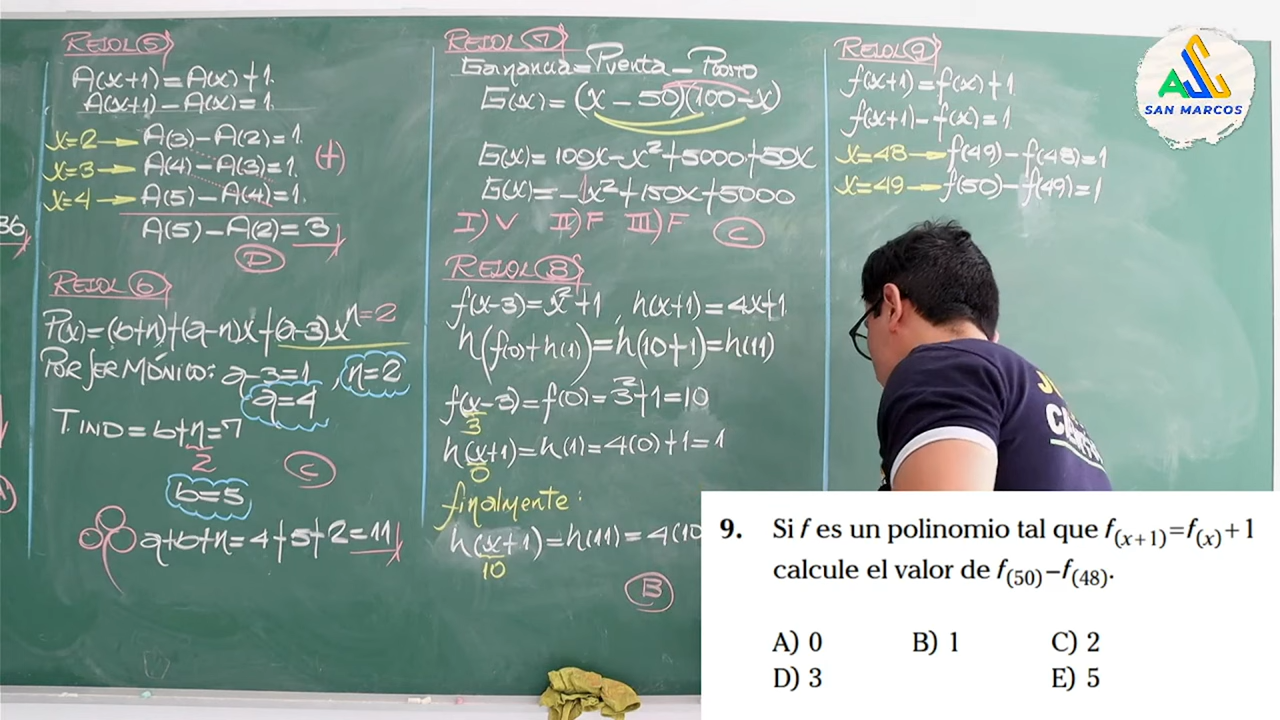 36
RESOL 5
A(x+1)=A(x)+1.
A(x+1)-A(x)=1.
x=2→A(3)-A(2)=1.
x=3→A(4)-A(3)=1. (+)
x=4→A(5)-A(4)=1.
A(5)-A(2)=3
D
RESOL 6
P(x)=(b+n)+(a-n)x+(a-3)xⁿ=2
POR SER MÓNICO: a-3=1, n=2
a=4
T.IND=b+n=7
2
b=5
C
a+b+n=4+5+2=11
RESOL 7
Ganancia=Pventa-Pcosto
G(x)=(x-50)(100-x)
G(x)=100x-x²+5000+50x
G(x)=-1x²+150x+5000
I)V II)F III)F C
RESOL 8
f(x-3)=x²+1, h(x+1)=4x+1
h(f(0)+h(1))=h(10+1)=h(11)
f(x-3)=f(0)=3²+1=10
3
h(x+1)=h(1)=4(0)+1=1
0
finalmente:
h(x+1)=h(11)=4(10
10
B
RESOL 9
f(x+1)=f(x)+1
f(x+1)-f(x)=1
x=48→f(49)-f(48)=1
x=49→f(50)-f(49)=1
SAN MARCOS
9. Si f es un polinomio tal que f(x+1)=f(x)+1
calcule el valor de f(50)-f(48).
A) 0 B) 1 C) 2
D) 3 E) 5